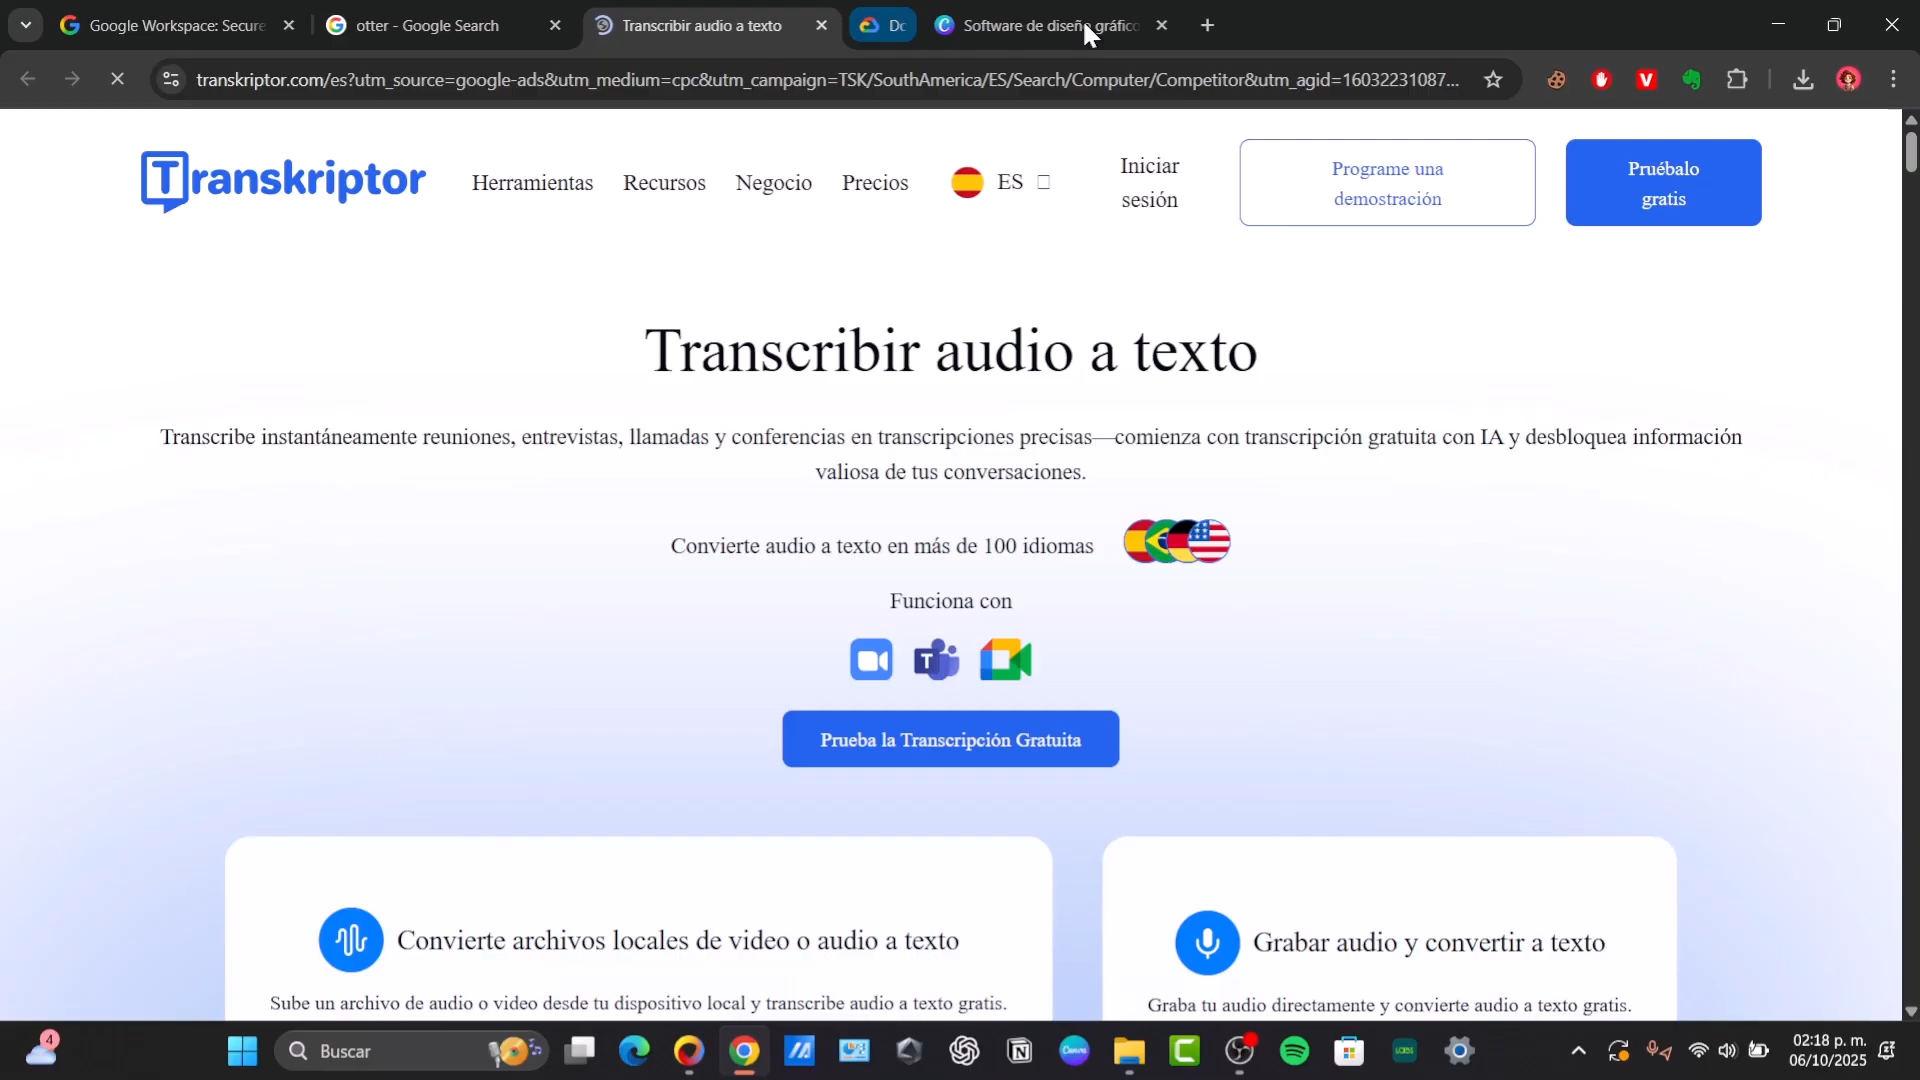 Google Workspace: Secure
otter - Google Search
Transcribir audio a texto
Dc
Software de diseño gráfico
transkriptor.com/es?utm_source=google-ads&utm_medium=cpc&utm_campaign=TSK/SouthAmerica/ES/Search/Computer/Competitor&utm_agid=16032231087...
Transkriptor
Herramientas
Recursos
Negocio
Precios
ES
Iniciar
sesión
Programe una
demostración
Pruébalo
gratis
Transcribir audio a texto
Transcribe instantáneamente reuniones, entrevistas, llamadas y conferencias en transcripciones precisas—comienza con transcripción gratuita con IA y desbloquea información
valiosa de tus conversaciones.
Convierte audio a texto en más de 100 idiomas
Funciona con
Prueba la Transcripción Gratuita
Convierte archivos locales de video o audio a texto
Sube un archivo de audio o video desde tu dispositivo local y transcribe audio a texto gratis.
Grabar audio y convertir a texto
Graba tu audio directamente y convierte audio a texto gratis.
4
Buscar
Canva
02:18 p. m.
06/10/2025